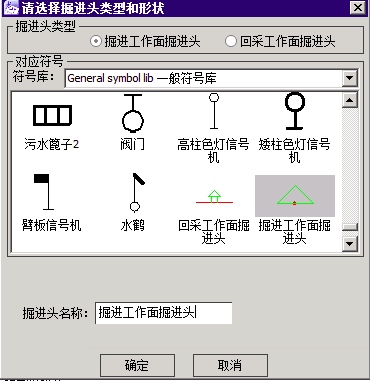 请选择掘进头类型和形状
掘进头类型
掘进工作面掘进头 回采工作面掘进头
对应符号
符号库： General symbol lib 一般符号库
污水篦子2 阀门 高柱色灯信号机 矮柱色灯信号机
臂板信号机 水鹤 回采工作面掘进头 掘进工作面掘进头
掘进头名称： 掘进工作面掘进头
确定 取消